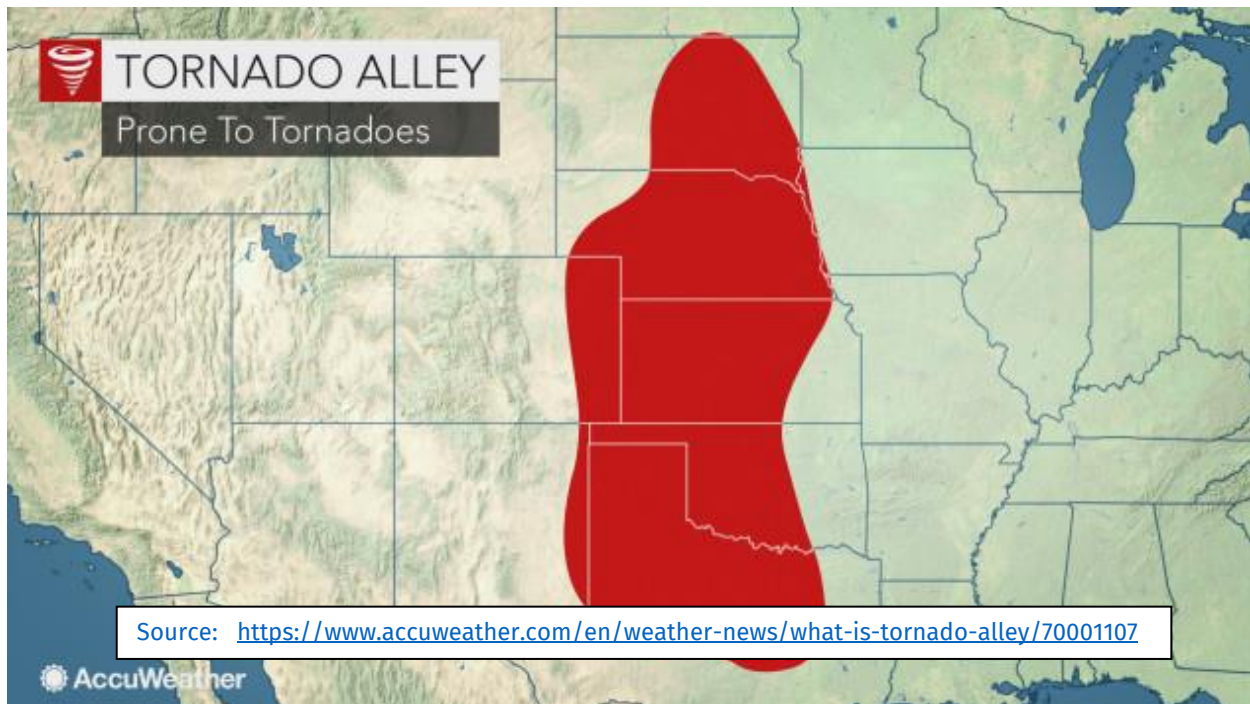 TORNADO ALLEY
Prone To Tornadoes
Source: https://www.accuweather.com/en/weather-news/what-is-tornado-alley/70001107
AccuWeather